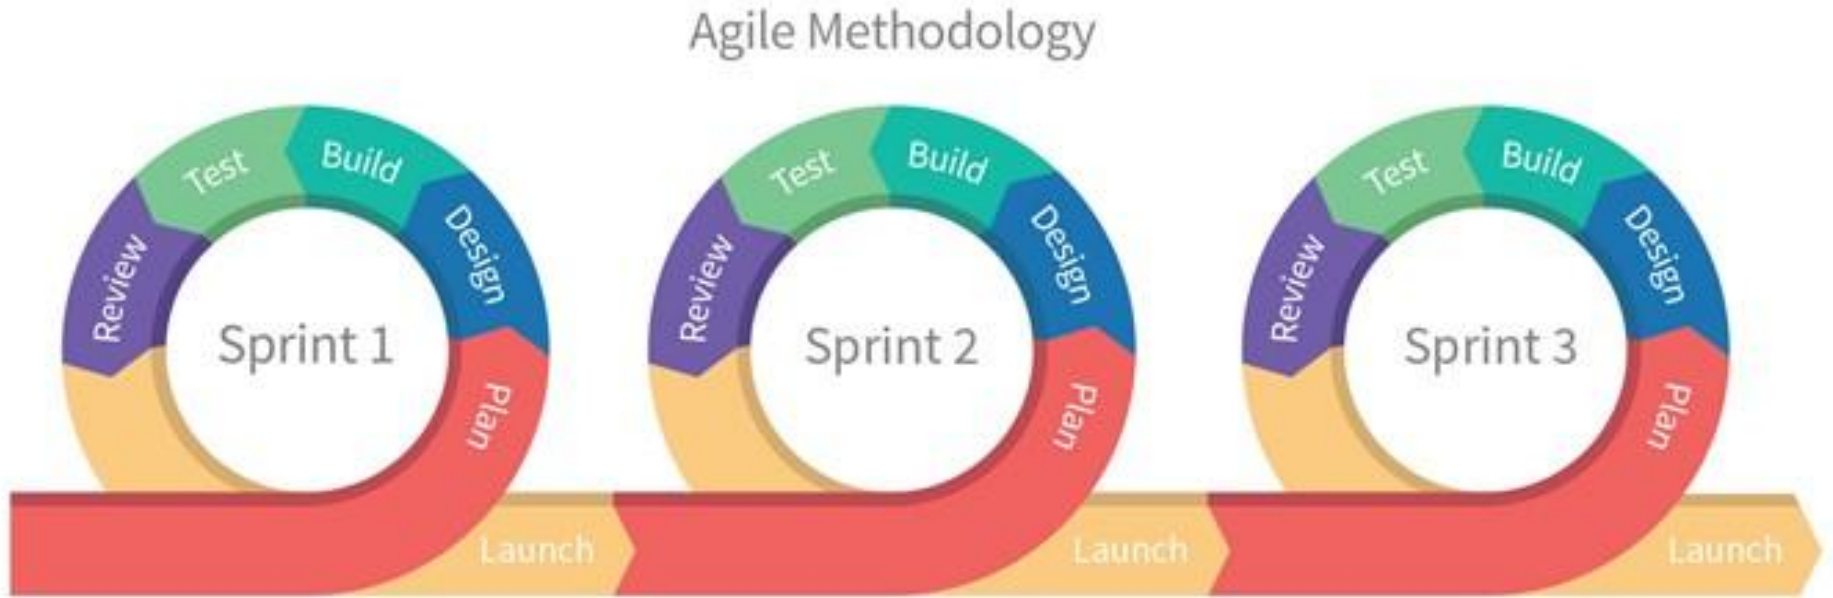 Agile Methodology
Test
Build
Design
Review
Sprint 1
Plan
Launch
Test
Build
Design
Review
Sprint 2
Plan
Launch
Test
Build
Design
Review
Sprint 3
Plan
Launch